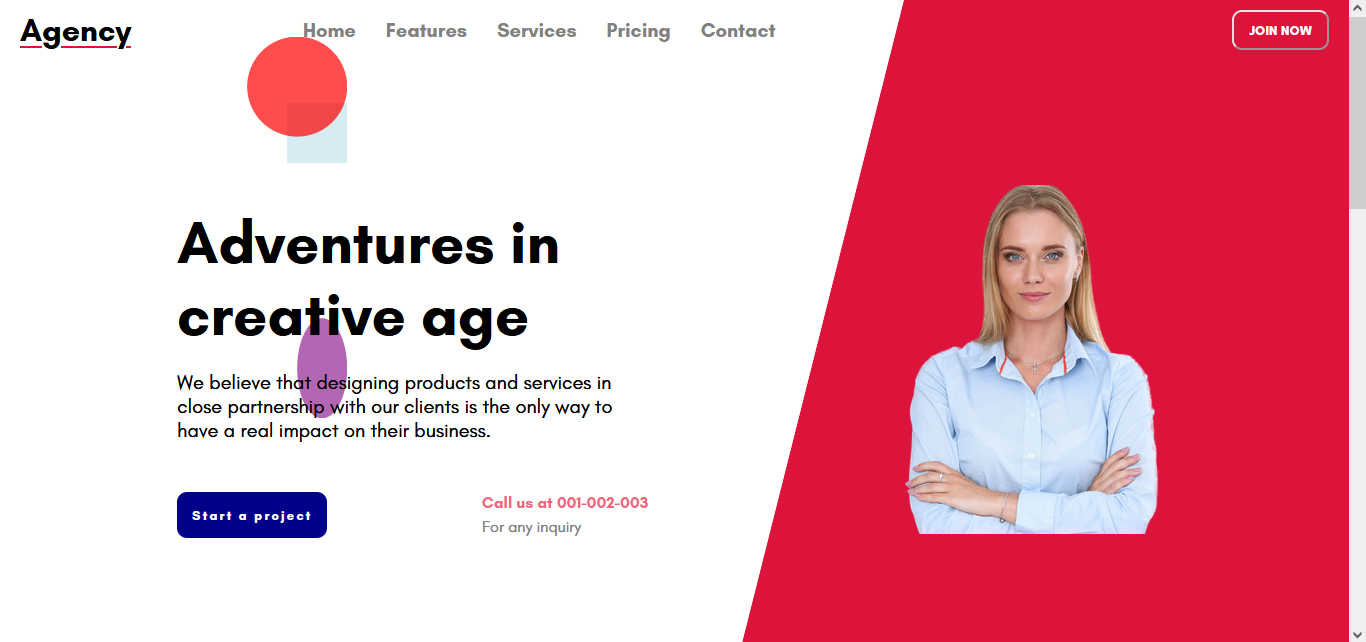 Agency
Home Features Services Pricing Contact
JOIN NOW
Adventures in
creative age
We believe that designing products and services in
close partnership with our clients is the only way to
have a real impact on their business.
Start a project
Call us at 001-002-003
For any inquiry